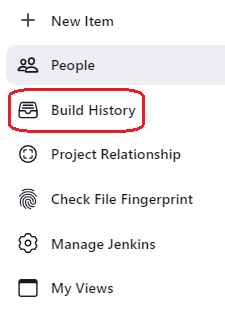 New Item
People
Build History
Project Relationship
Check File Fingerprint
Manage Jenkins
My Views